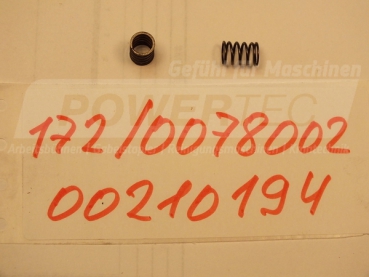 Gefühl für Maschinen
POWERTEC
172/0078002
00210194